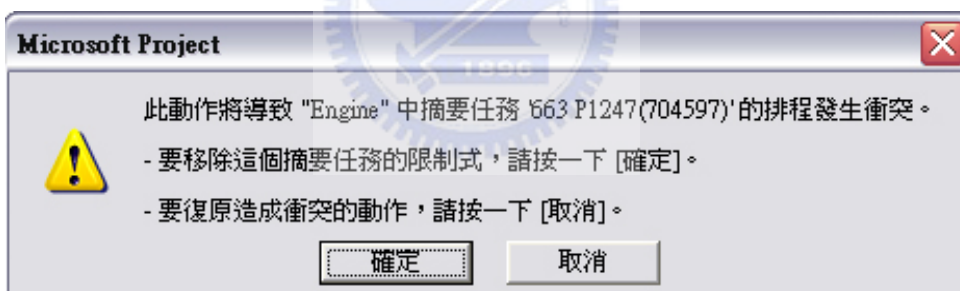 1896
Microsoft Project
此動作將導致 "Engine" 中摘要任務 '663 P1247(704597)' 的排程發生衝突。
- 要移除這個摘要任務的限制式，請按一下 [確定]。
- 要復原造成衝突的動作，請按一下 [取消]。
確定
取消